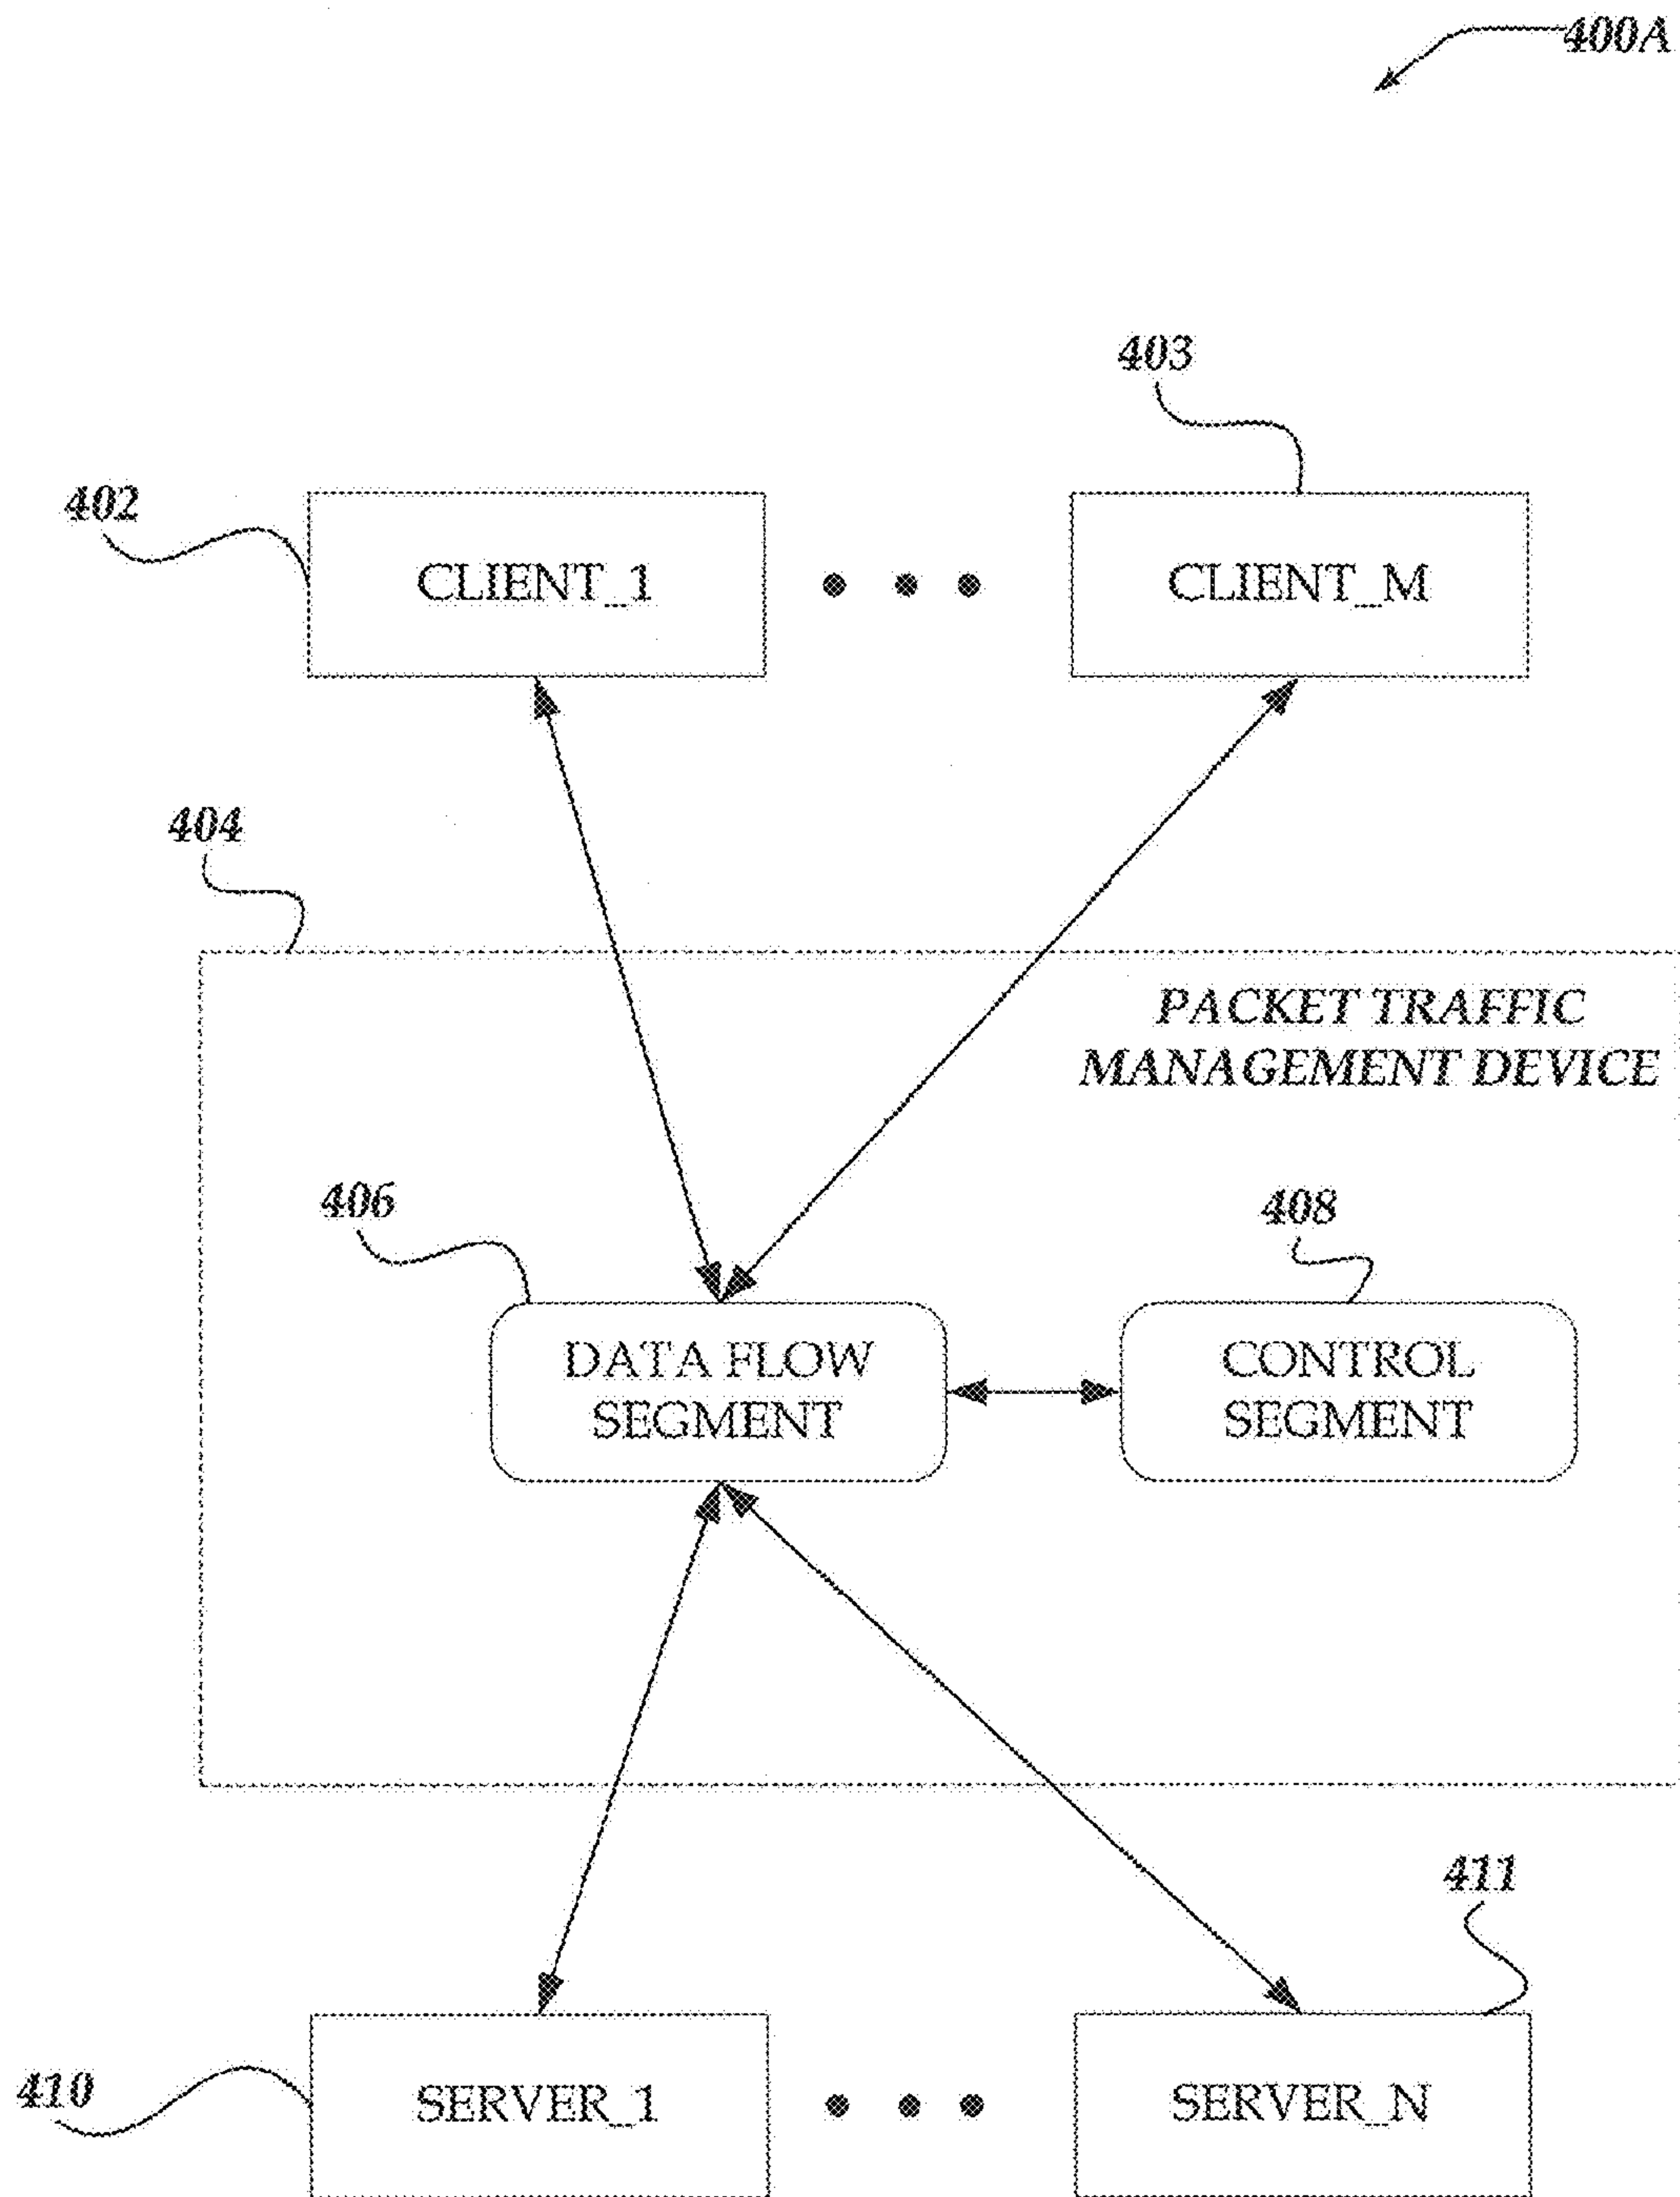 400A
403
402
CLIENT_1
CLIENT_M
404
PACKET TRAFFIC
MANAGEMENT DEVICE
406
408
DATA FLOW
SEGMENT
CONTROL
SEGMENT
411
410
SERVER_1
SERVER_N